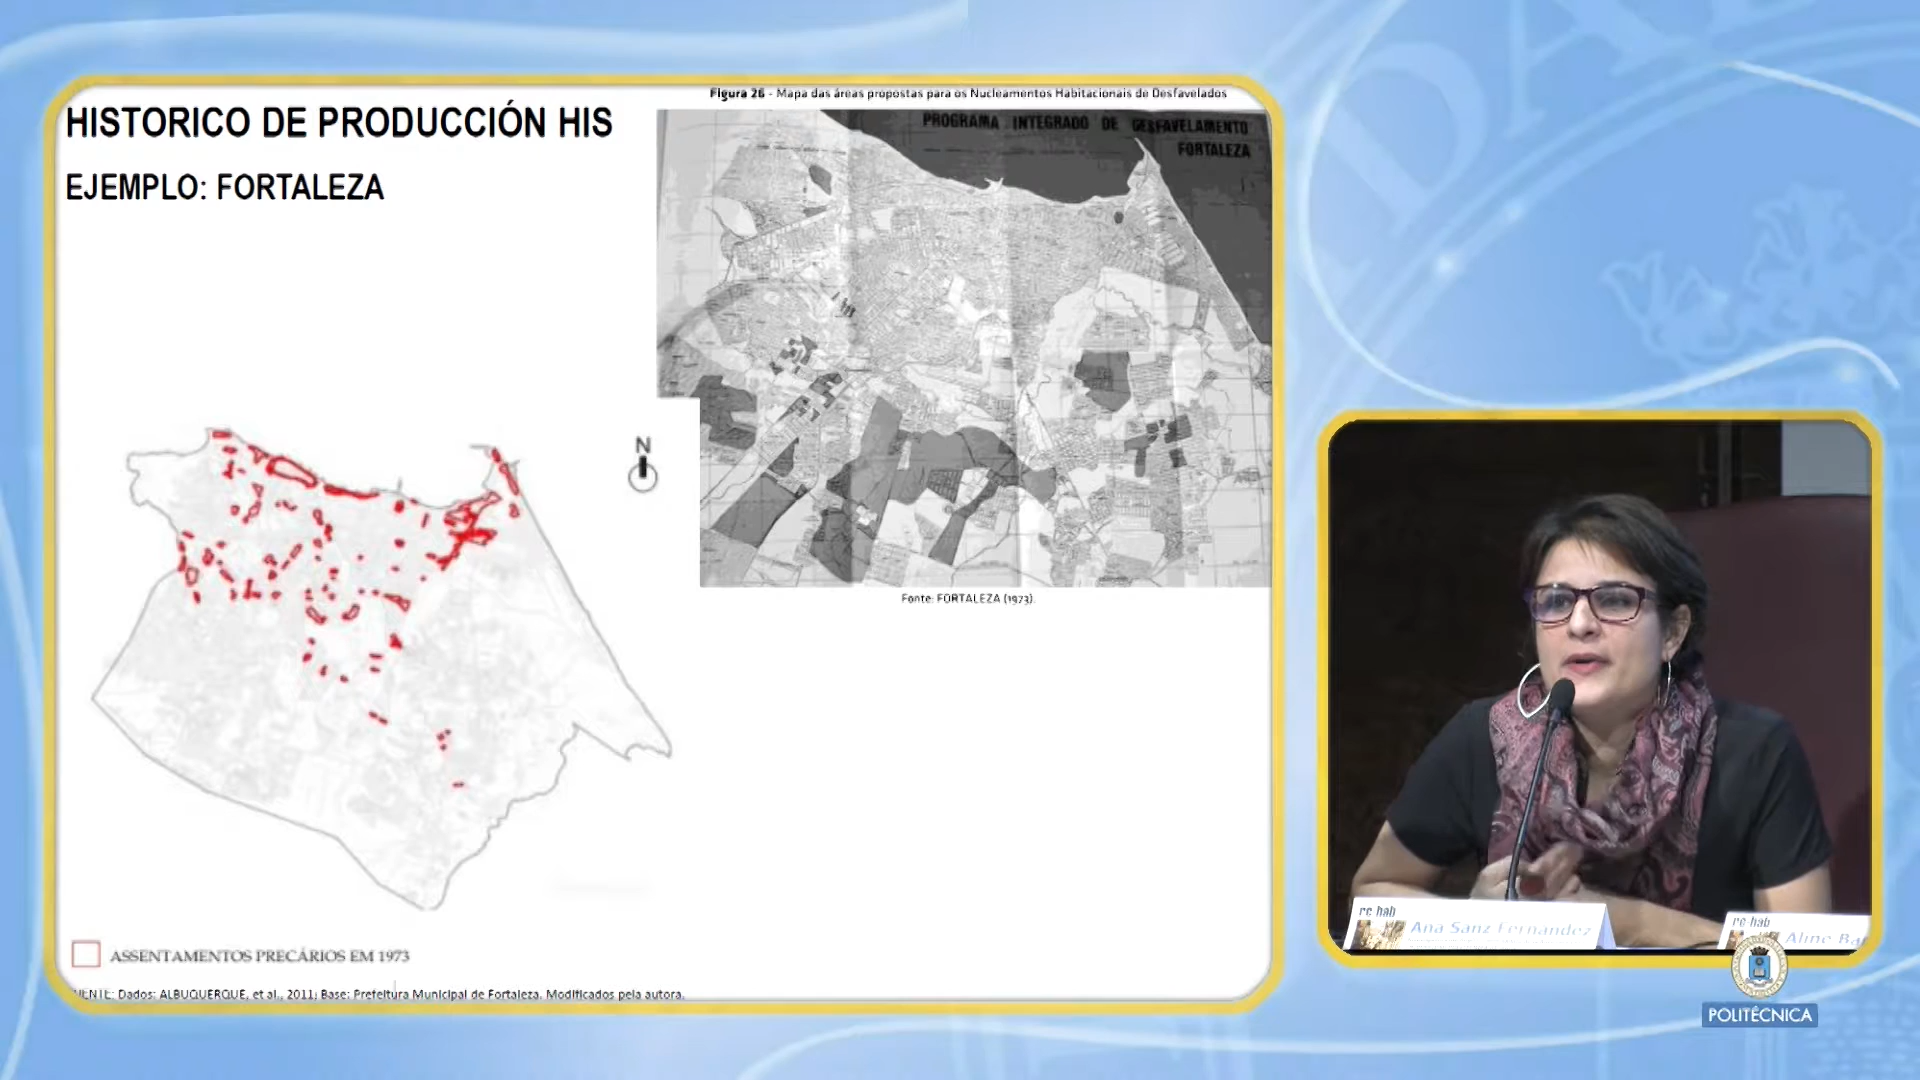 HISTORICO DE PRODUCCIÓN HIS
EJEMPLO: FORTALEZA
Figura 26 - Mapa das áreas propostas para os Nucleamentos Habitacionais de Desfavelados
PROGRAMA INTEGRADO DE DESFAVELAMENTO
FORTALEZA
Fonte: FORTALEZA (1973).
N
ASSENTAMENTOS PRECÁRIOS EM 1973
Dados: ALBUQUERQUE, et al., 2011; Base: Prefeitura Municipal de Fortaleza. Modificados pela autora.
re-hab
Ana Sanz Fernandez
re-hab
Aline
POLITÉCNICA